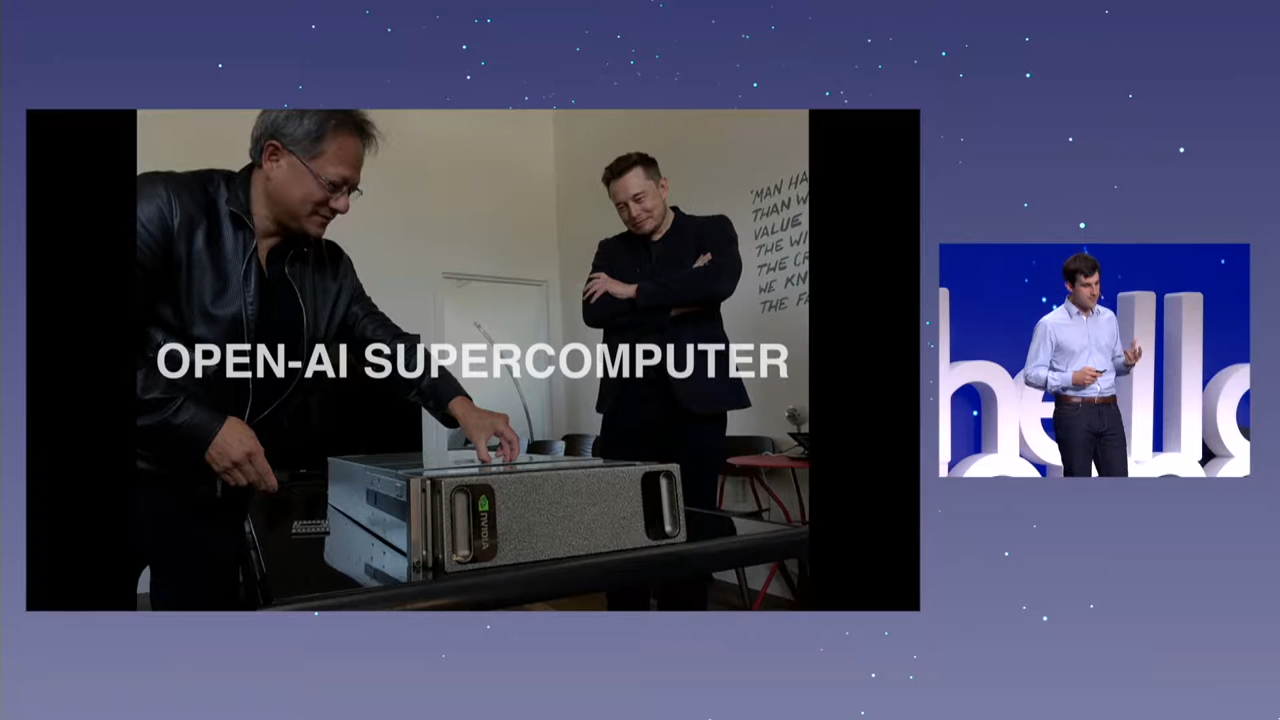 'MAN HA
THAN W
VALUE
THE WI
THE CR
WE KN
THE FA
OPEN-AI SUPERCOMPUTER
NVIDIA
hello